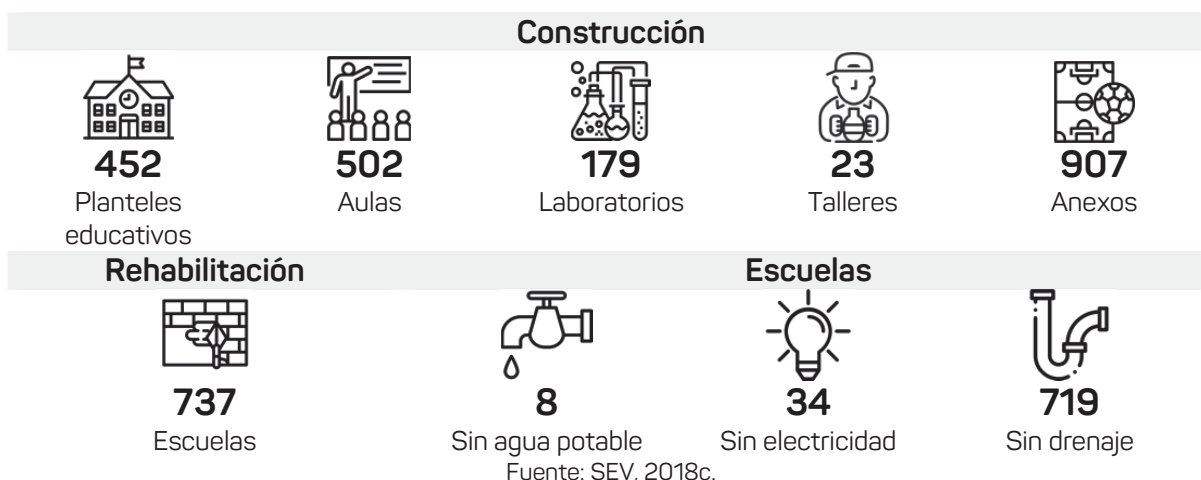 Construcción
452
Planteles
educativos
502
Aulas
179
Laboratorios
23
Talleres
907
Anexos
Rehabilitación
Escuelas
737
Escuelas
8
Sin agua potable
34
Sin electricidad
719
Sin drenaje
Fuente: SEV, 2018c.